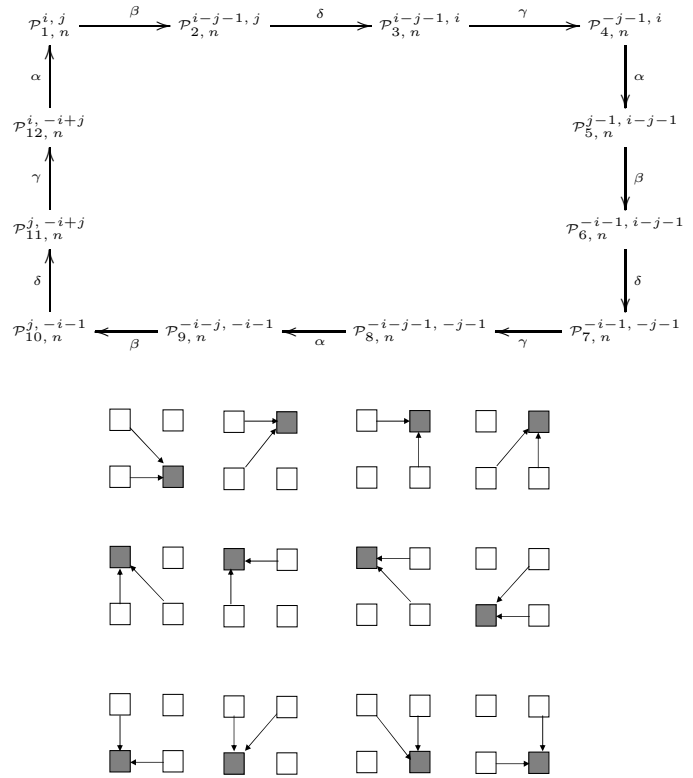 𝒫_{1, n}^{i, j} β 𝒫_{2, n}^{i−j−1, j} δ 𝒫_{3, n}^{i−j−1, i} γ 𝒫_{4, n}^{−j−1, i}
α α
𝒫_{12, n}^{i, −i+j} 𝒫_{5, n}^{j−1, i−j−1}
γ β
𝒫_{11, n}^{j, −i+j} 𝒫_{6, n}^{−i−1, i−j−1}
δ δ
𝒫_{10, n}^{j, −i−1} β 𝒫_{9, n}^{−i−j, −i−1} α 𝒫_{8, n}^{−i−j−1, −j−1} γ 𝒫_{7, n}^{−i−1, −j−1}